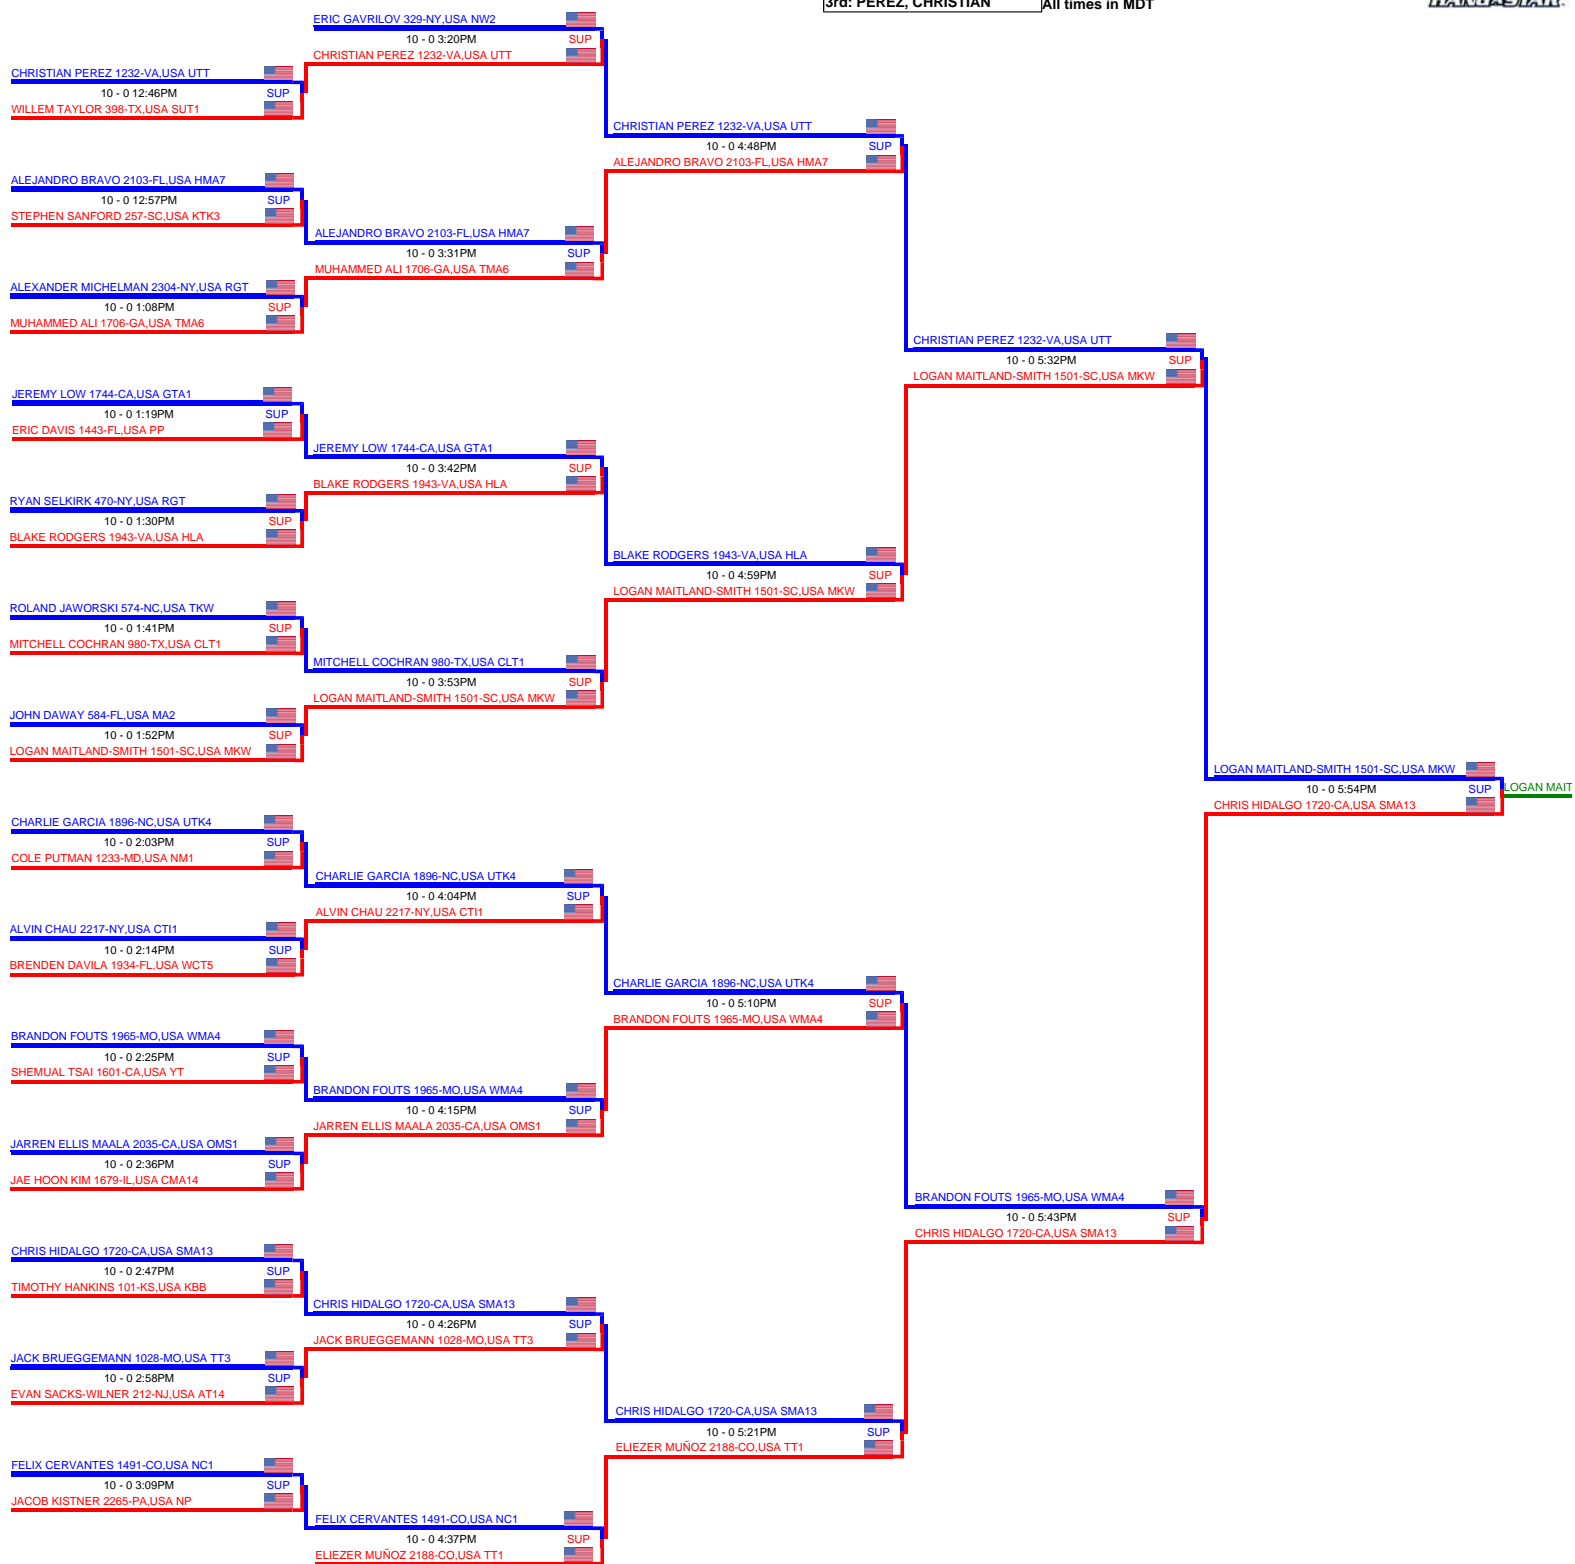 3rd: PEREZ, CHRISTIAN
All times in MDT
HANGASTAR
ERIC GAVRILOV 329-NY,USA NW2
10 - 0 3:20PM SUP
CHRISTIAN PEREZ 1232-VA,USA UTT
CHRISTIAN PEREZ 1232-VA,USA UTT
10 - 0 12:46PM SUP
WILLEM TAYLOR 398-TX,USA SUT1
CHRISTIAN PEREZ 1232-VA,USA UTT
10 - 0 4:48PM SUP
ALEJANDRO BRAVO 2103-FL,USA HMA7
ALEJANDRO BRAVO 2103-FL,USA HMA7
10 - 0 12:57PM SUP
STEPHEN SANFORD 257-SC,USA KTK3
ALEJANDRO BRAVO 2103-FL,USA HMA7
10 - 0 3:31PM SUP
MUHAMMED ALI 1706-GA,USA TMA6
ALEXANDER MICHELMAN 2304-NY,USA RGT
10 - 0 1:08PM SUP
MUHAMMED ALI 1706-GA,USA TMA6
CHRISTIAN PEREZ 1232-VA,USA UTT
10 - 0 5:32PM SUP
LOGAN MAITLAND-SMITH 1501-SC,USA MKW
JEREMY LOW 1744-CA,USA GTA1
10 - 0 1:19PM SUP
ERIC DAVIS 1443-FL,USA PP
JEREMY LOW 1744-CA,USA GTA1
10 - 0 3:42PM SUP
BLAKE RODGERS 1943-VA,USA HLA
RYAN SELKIRK 470-NY,USA RGT
10 - 0 1:30PM SUP
BLAKE RODGERS 1943-VA,USA HLA
BLAKE RODGERS 1943-VA,USA HLA
10 - 0 4:59PM SUP
LOGAN MAITLAND-SMITH 1501-SC,USA MKW
ROLAND JAWORSKI 574-NC,USA TKW
10 - 0 1:41PM SUP
MITCHELL COCHRAN 980-TX,USA CLT1
MITCHELL COCHRAN 980-TX,USA CLT1
10 - 0 3:53PM SUP
LOGAN MAITLAND-SMITH 1501-SC,USA MKW
JOHN DAWAY 584-FL,USA MA2
10 - 0 1:52PM SUP
LOGAN MAITLAND-SMITH 1501-SC,USA MKW
LOGAN MAITLAND-SMITH 1501-SC,USA MKW
10 - 0 5:54PM SUP
LOGAN MAIT
CHRIS HIDALGO 1720-CA,USA SMA13
CHARLIE GARCIA 1896-NC,USA UTK4
10 - 0 2:03PM SUP
COLE PUTMAN 1233-MD,USA NM1
CHARLIE GARCIA 1896-NC,USA UTK4
10 - 0 4:04PM SUP
ALVIN CHAU 2217-NY,USA CTI1
ALVIN CHAU 2217-NY,USA CTI1
10 - 0 2:14PM SUP
BRENDEN DAVILA 1934-FL,USA WCT5
CHARLIE GARCIA 1896-NC,USA UTK4
10 - 0 5:10PM SUP
BRANDON FOUTS 1965-MO,USA WMA4
BRANDON FOUTS 1965-MO,USA WMA4
10 - 0 2:25PM SUP
SHEMUAL TSAI 1601-CA,USA YT
BRANDON FOUTS 1965-MO,USA WMA4
10 - 0 4:15PM SUP
JARREN ELLIS MAALA 2035-CA,USA OMS1
JARREN ELLIS MAALA 2035-CA,USA OMS1
10 - 0 2:36PM SUP
JAE HOON KIM 1679-IL,USA CMA14
BRANDON FOUTS 1965-MO,USA WMA4
10 - 0 5:43PM SUP
CHRIS HIDALGO 1720-CA,USA SMA13
CHRIS HIDALGO 1720-CA,USA SMA13
10 - 0 2:47PM SUP
TIMOTHY HANKINS 101-KS,USA KBB
CHRIS HIDALGO 1720-CA,USA SMA13
10 - 0 4:26PM SUP
JACK BRUEGGEMANN 1028-MO,USA TT3
JACK BRUEGGEMANN 1028-MO,USA TT3
10 - 0 2:58PM SUP
EVAN SACKS-WILNER 212-NJ,USA AT14
CHRIS HIDALGO 1720-CA,USA SMA13
10 - 0 5:21PM SUP
ELIEZER MUÑOZ 2188-CO,USA TT1
FELIX CERVANTES 1491-CO,USA NC1
10 - 0 3:09PM SUP
JACOB KISTNER 2265-PA,USA NP
FELIX CERVANTES 1491-CO,USA NC1
10 - 0 4:37PM SUP
ELIEZER MUÑOZ 2188-CO,USA TT1